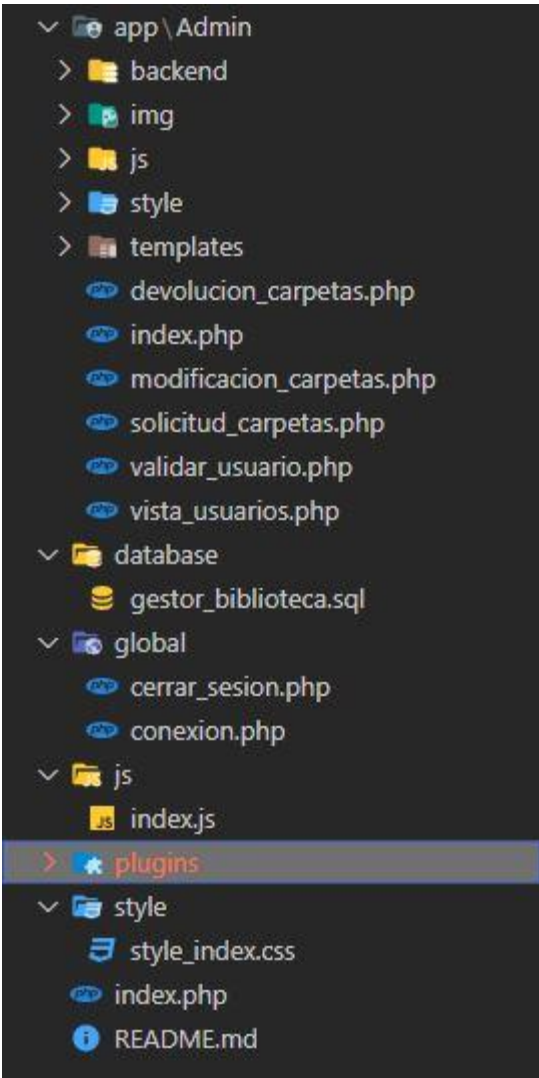 app\Admin
backend
img
js
style
templates
devolucion_carpetas.php
index.php
modificacion_carpetas.php
solicitud_carpetas.php
validar_usuario.php
vista_usuarios.php
database
gestor_biblioteca.sql
global
cerrar_sesion.php
conexion.php
js
index.js
plugins
style
style_index.css
index.php
README.md